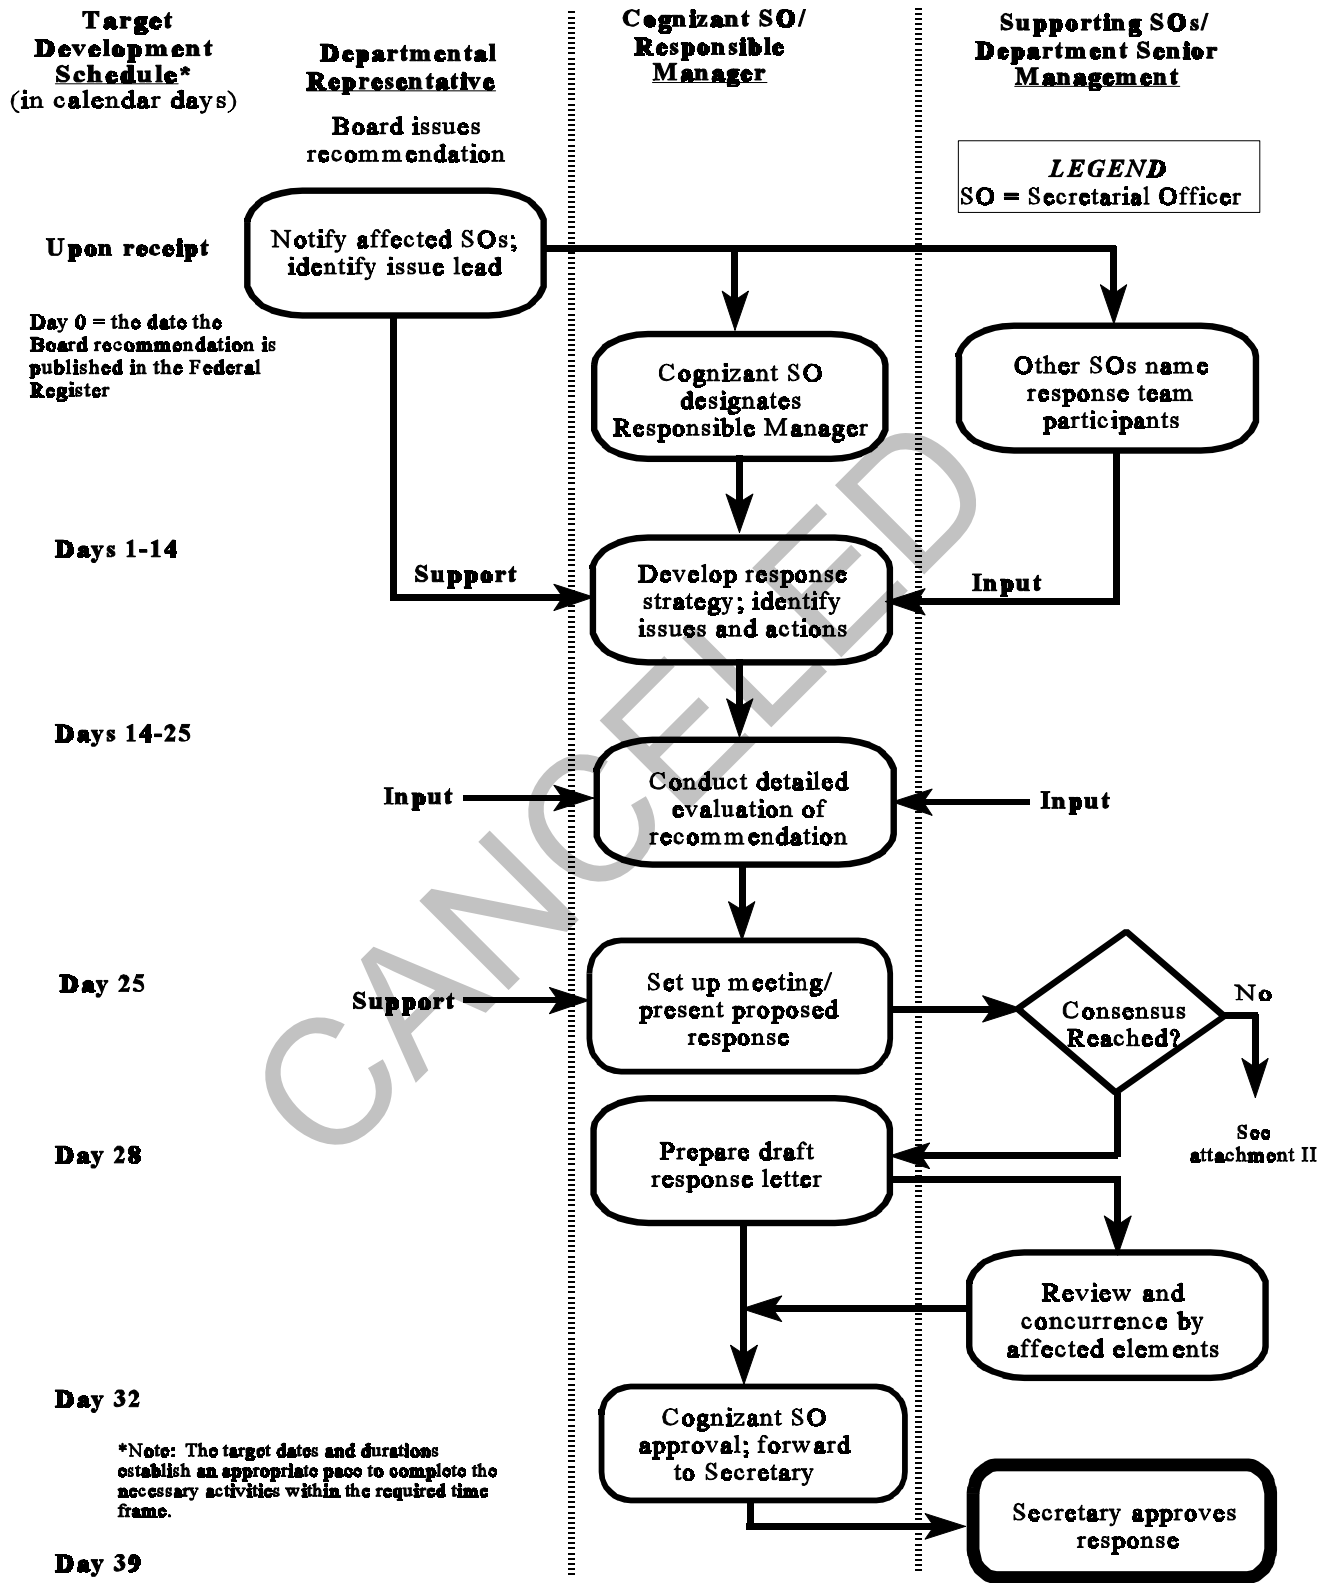 Target
Development
Schedule*
(in calendar days)
Departmental
Representative
Cognizant SO/
Responsible
Manager
Supporting SOs/
Department Senior
Management
Board issues
recommendation
LEGEND
SO = Secretarial Officer
Upon receipt
Notify affected SOs;
identify issue lead
Day 0 = the date the
Board recommendation is
published in the Federal
Register
Cognizant SO
designates
Responsible Manager
Other SOs name
response team
participants
Days 1-14
Support
Develop response
strategy; identify
issues and actions
Input
Days 14-25
Input
Conduct detailed
evaluation of
recommendation
Input
Day 25
Support
Set up meeting/
present proposed
response
Consensus
Reached?
No
See
attachment II
Day 28
Prepare draft
response letter
Review and
concurrence by
affected elements
Day 32
Cognizant SO
approval; forward
to Secretary
*Note: The target dates and durations
establish an appropriate pace to complete the
necessary activities within the required time
frame.
Secretary approves
response
Day 39
CANCELED